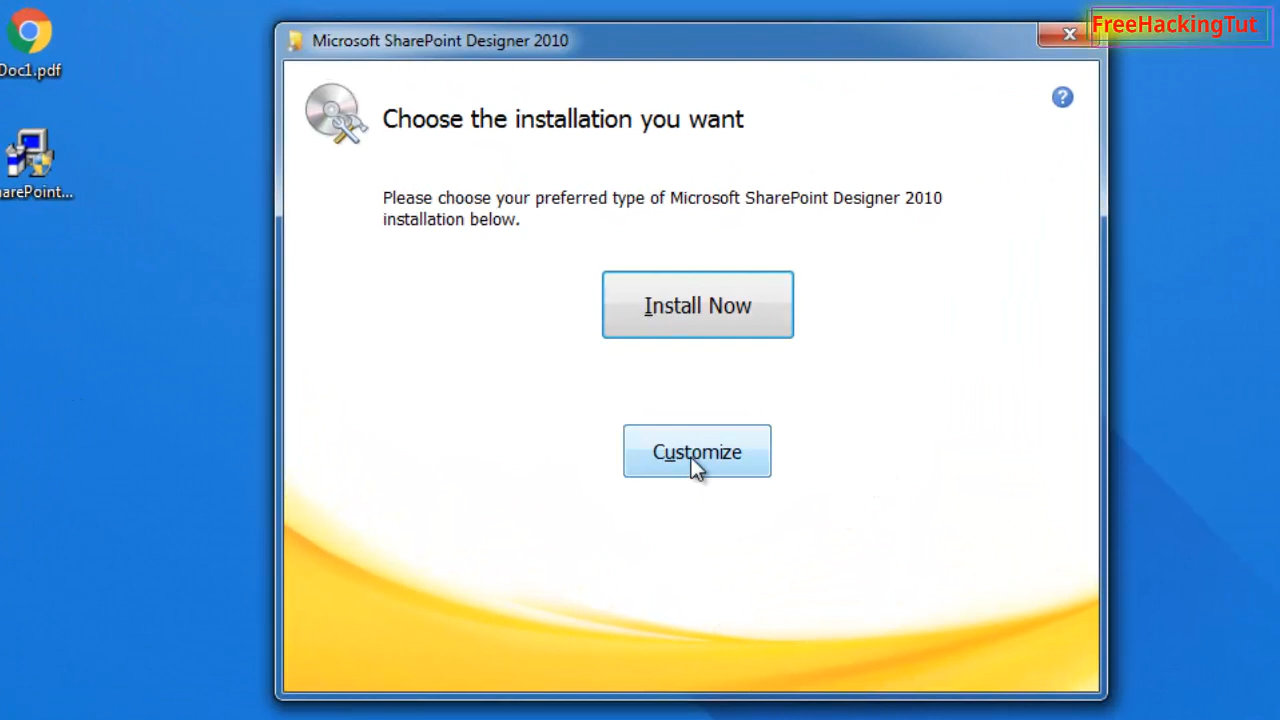 Microsoft SharePoint Designer 2010
FreeHackingTut
Doc1.pdf
Choose the installation you want
Please choose your preferred type of Microsoft SharePoint Designer 2010
installation below.
arePoint...
Install Now
Customize